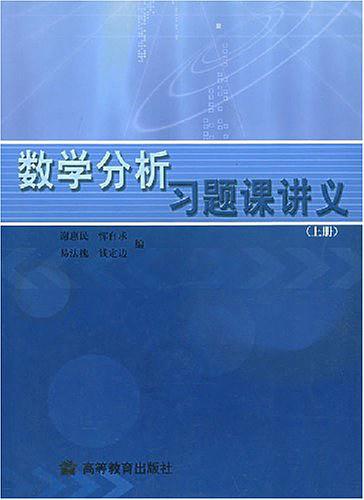 数学分析
习题课讲义
(上册)
谢惠民 恽自求
易法槐 钱定边
编
高等教育出版社